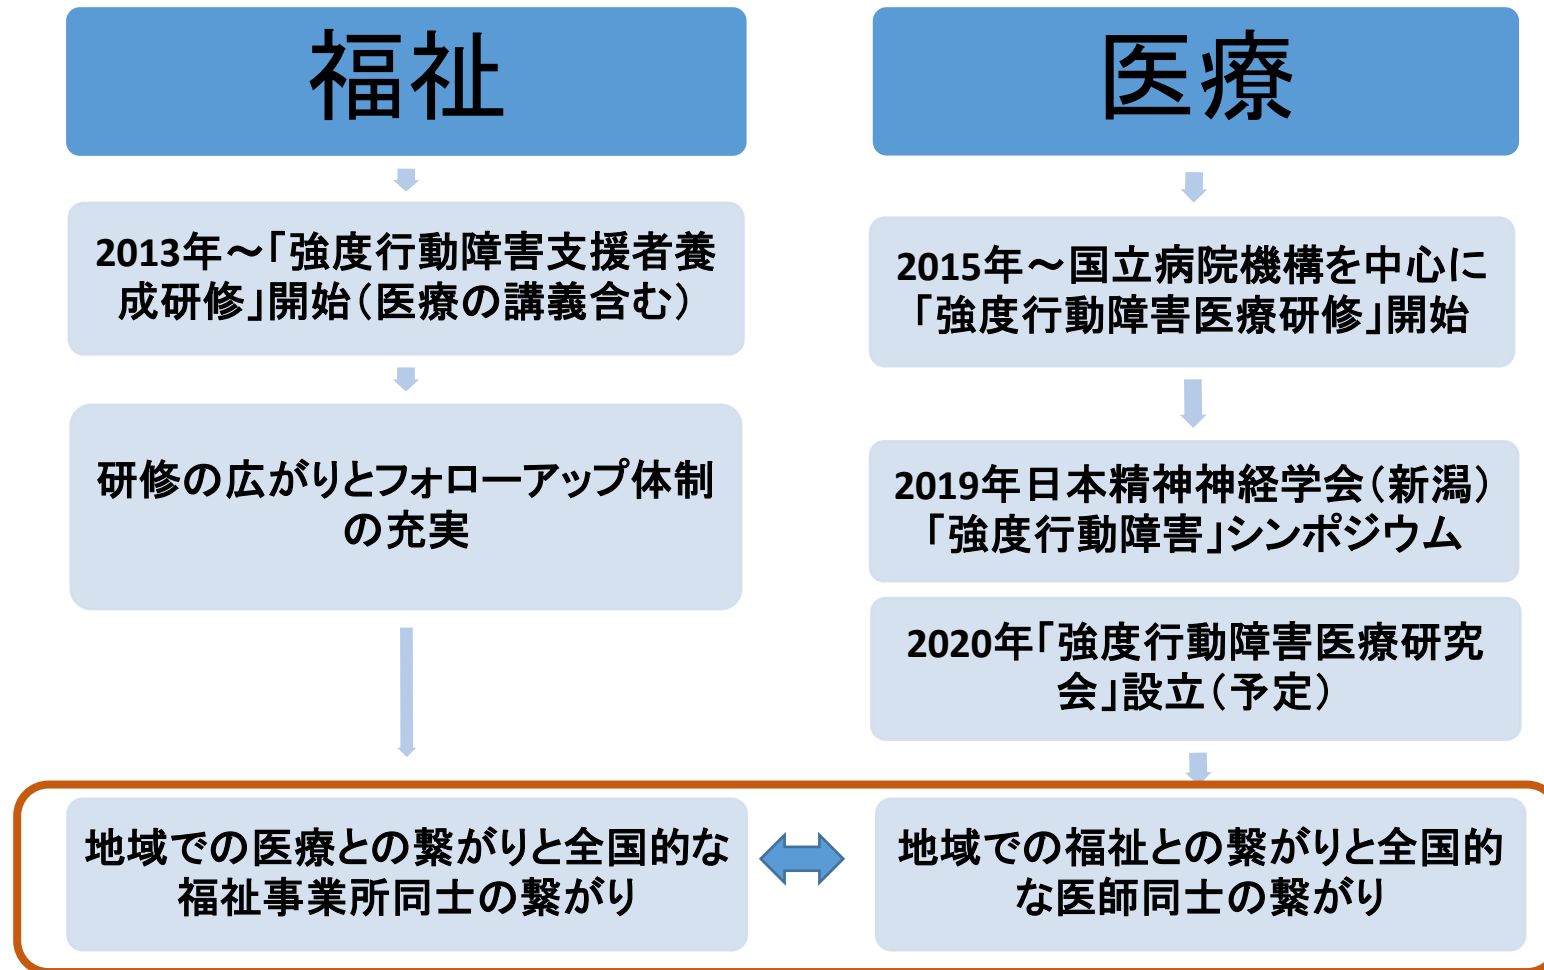 福祉
2013年～「強度行動障害支援者養
成研修」開始（医療の講義含む）
研修の広がりとフォローアップ体制
の充実
地域での医療との繋がりと全国的な
福祉事業所同士の繋がり
医療
2015年～国立病院機構を中心に
「強度行動障害医療研修」開始
2019年日本精神神経学会（新潟）
「強度行動障害」シンポジウム
2020年「強度行動障害医療研究
会」設立（予定）
地域での福祉との繋がりと全国的
な医師同士の繋がり